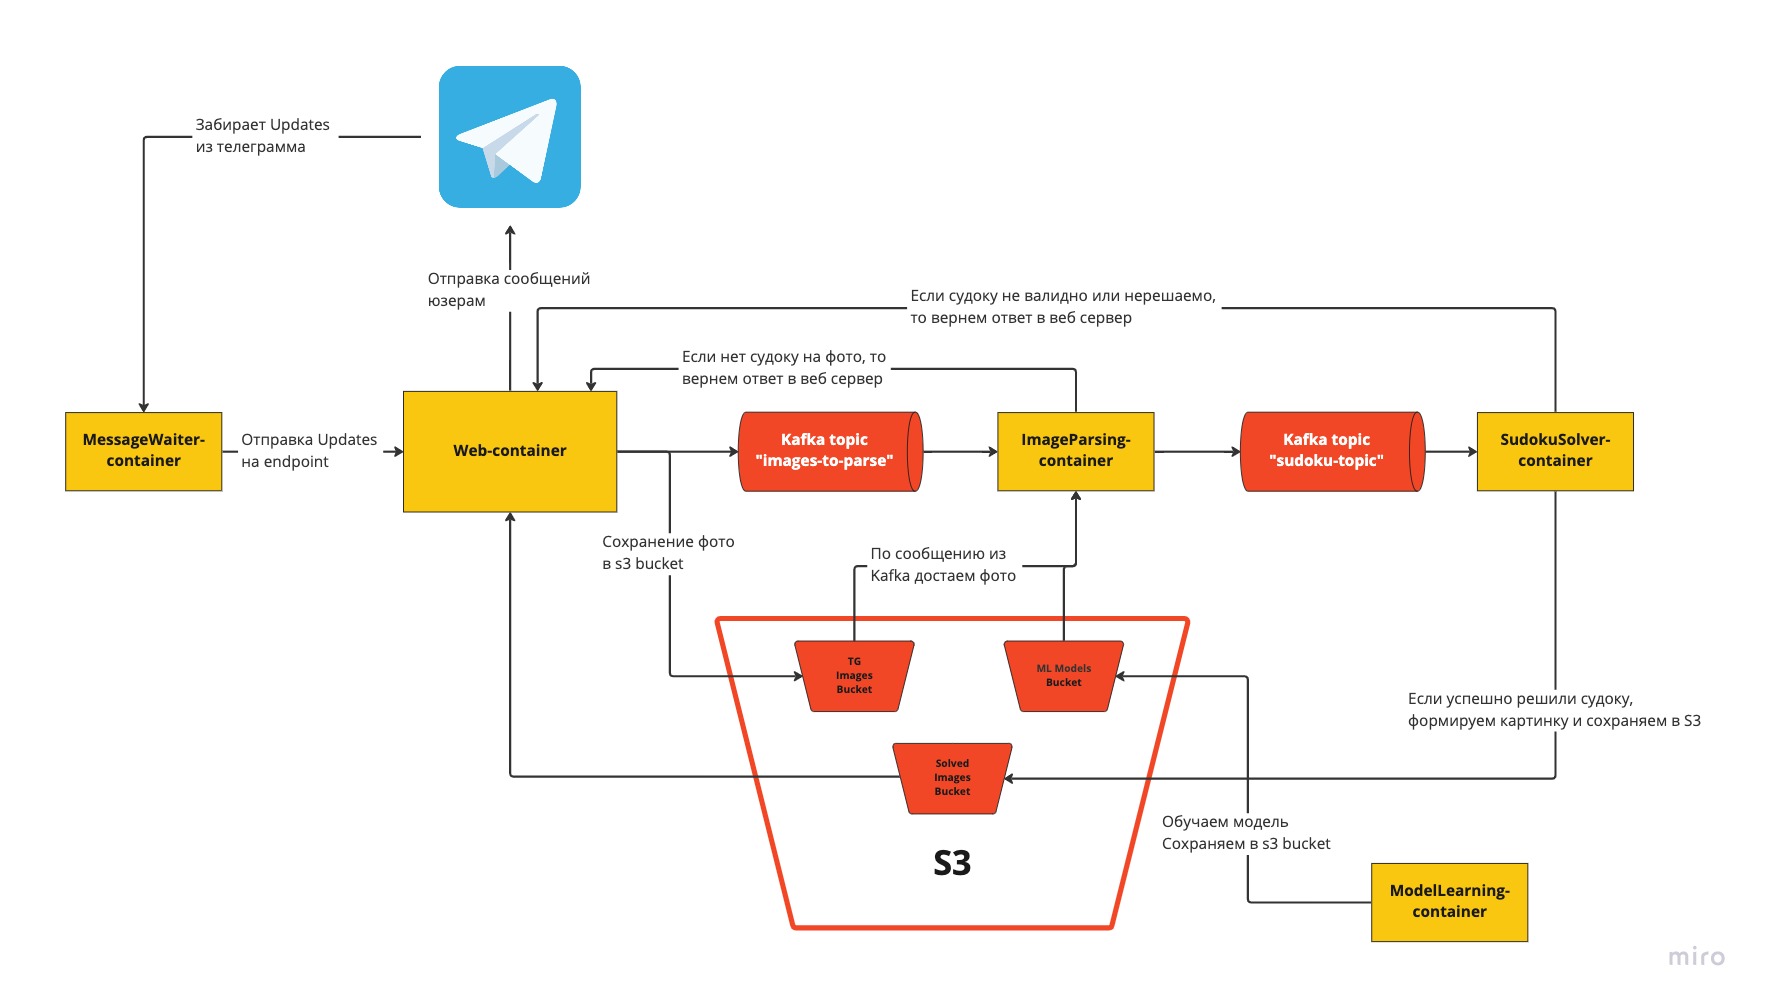 Забирает Updates
из телеграмма
Отправка сообщений
юзерам
Если судоку не валидно или нерешаемо,
то вернем ответ в веб сервер
Если нет судоку на фото, то
вернем ответ в веб сервер
MessageWaiter-
container
Отправка Updates
на endpoint
Web-container
Kafka topic
"images-to-parse"
ImageParsing-
container
Kafka topic
"sudoku-topic"
SudokuSolver-
container
Сохранение фото
в s3 bucket
По сообщению из
Kafka достаем фото
TG
Images
Bucket
ML Models
Bucket
Если успешно решили судоку,
формируем картинку и сохраняем в S3
Solved
Images
Bucket
Обучаем модель
Сохраняем в s3 bucket
S3
ModelLearning-
container
miro